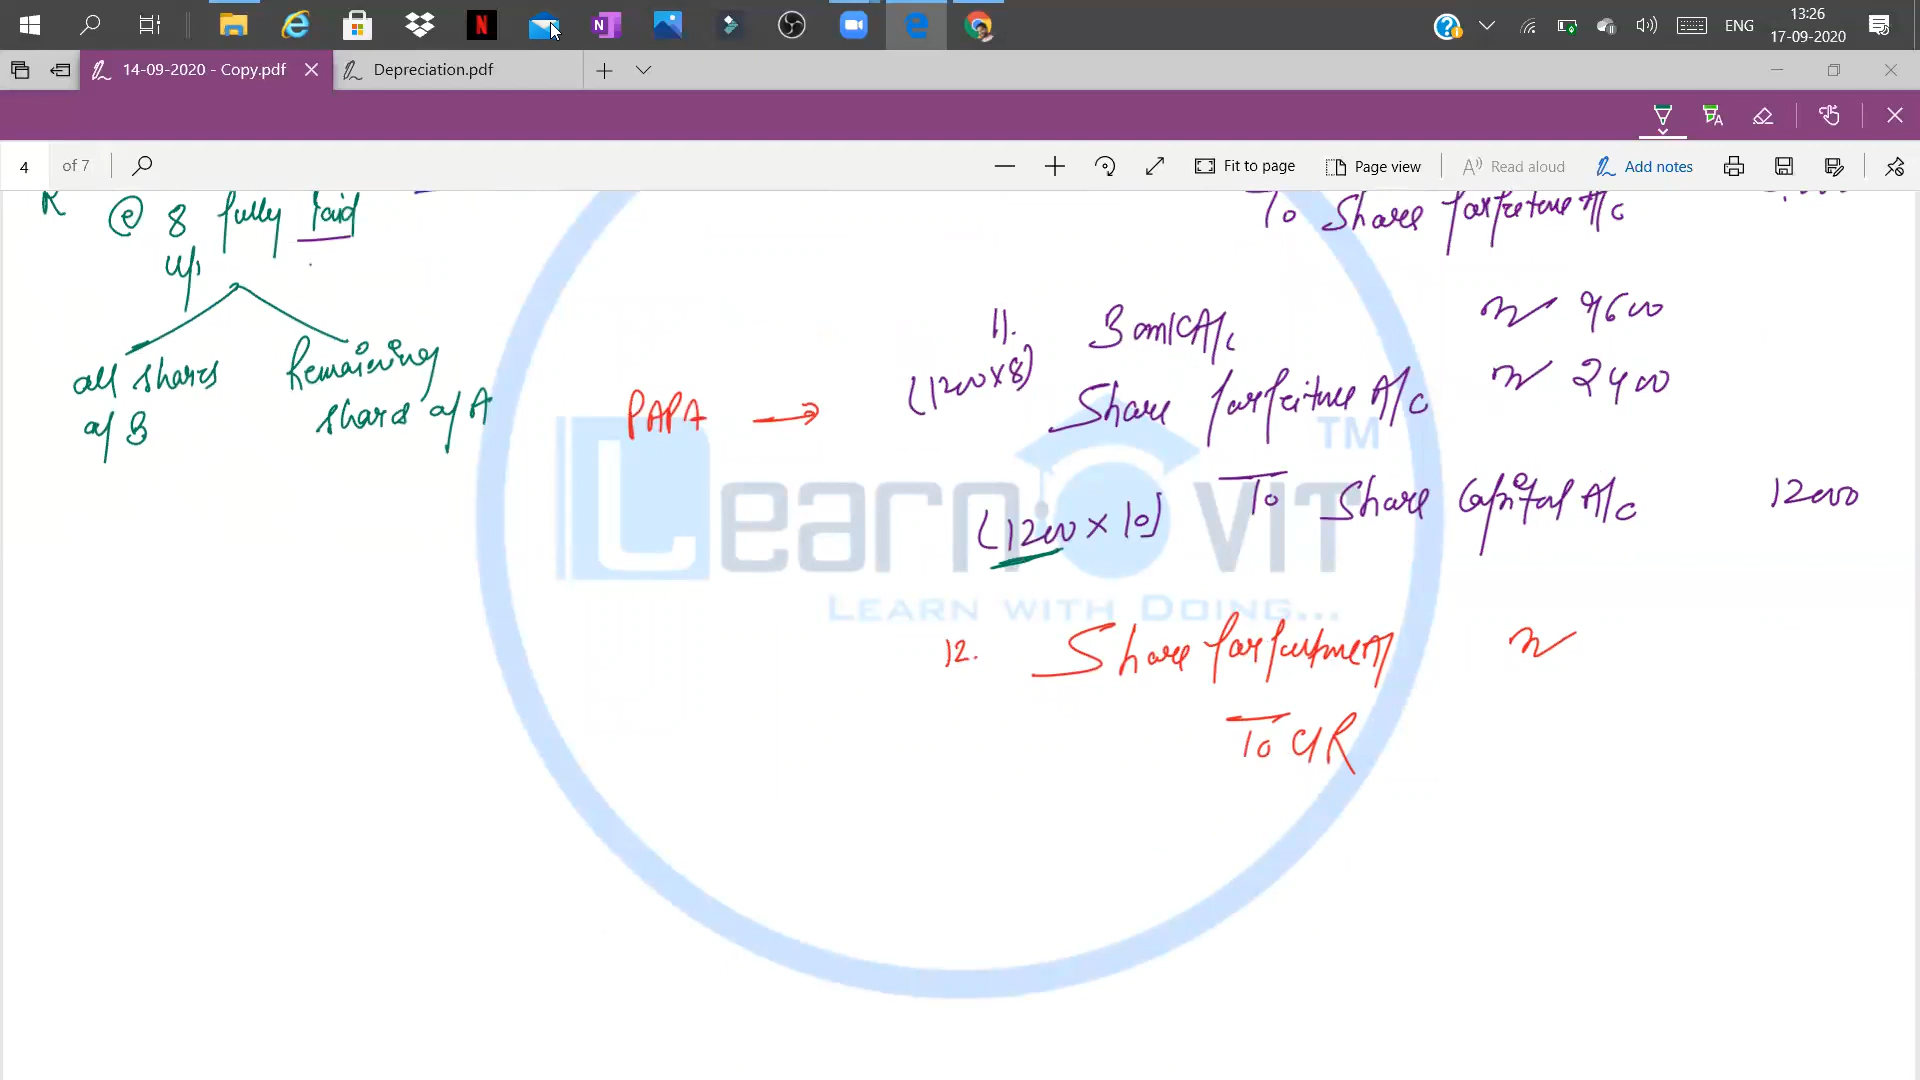 13:26
ENG
17-09-2020
14-09-2020 - Copy.pdf
Depreciation.pdf
4 of 7
Fit to page
Page view
Read aloud
Add notes
R @ 8 fully paid
up
all shares
of B
Remaining
shares of A
PAPA →
To Share forfeiture A/c
11. Bank A/c Dr 9600
(1200 x 8)
Share forfeiture A/c Dr 2400
To Share Capital A/c 12000
(1200 x 10)
12. Share forfeiture A/ Dr
To CR
Learn VIT
TM
LEARN WITH DOING...